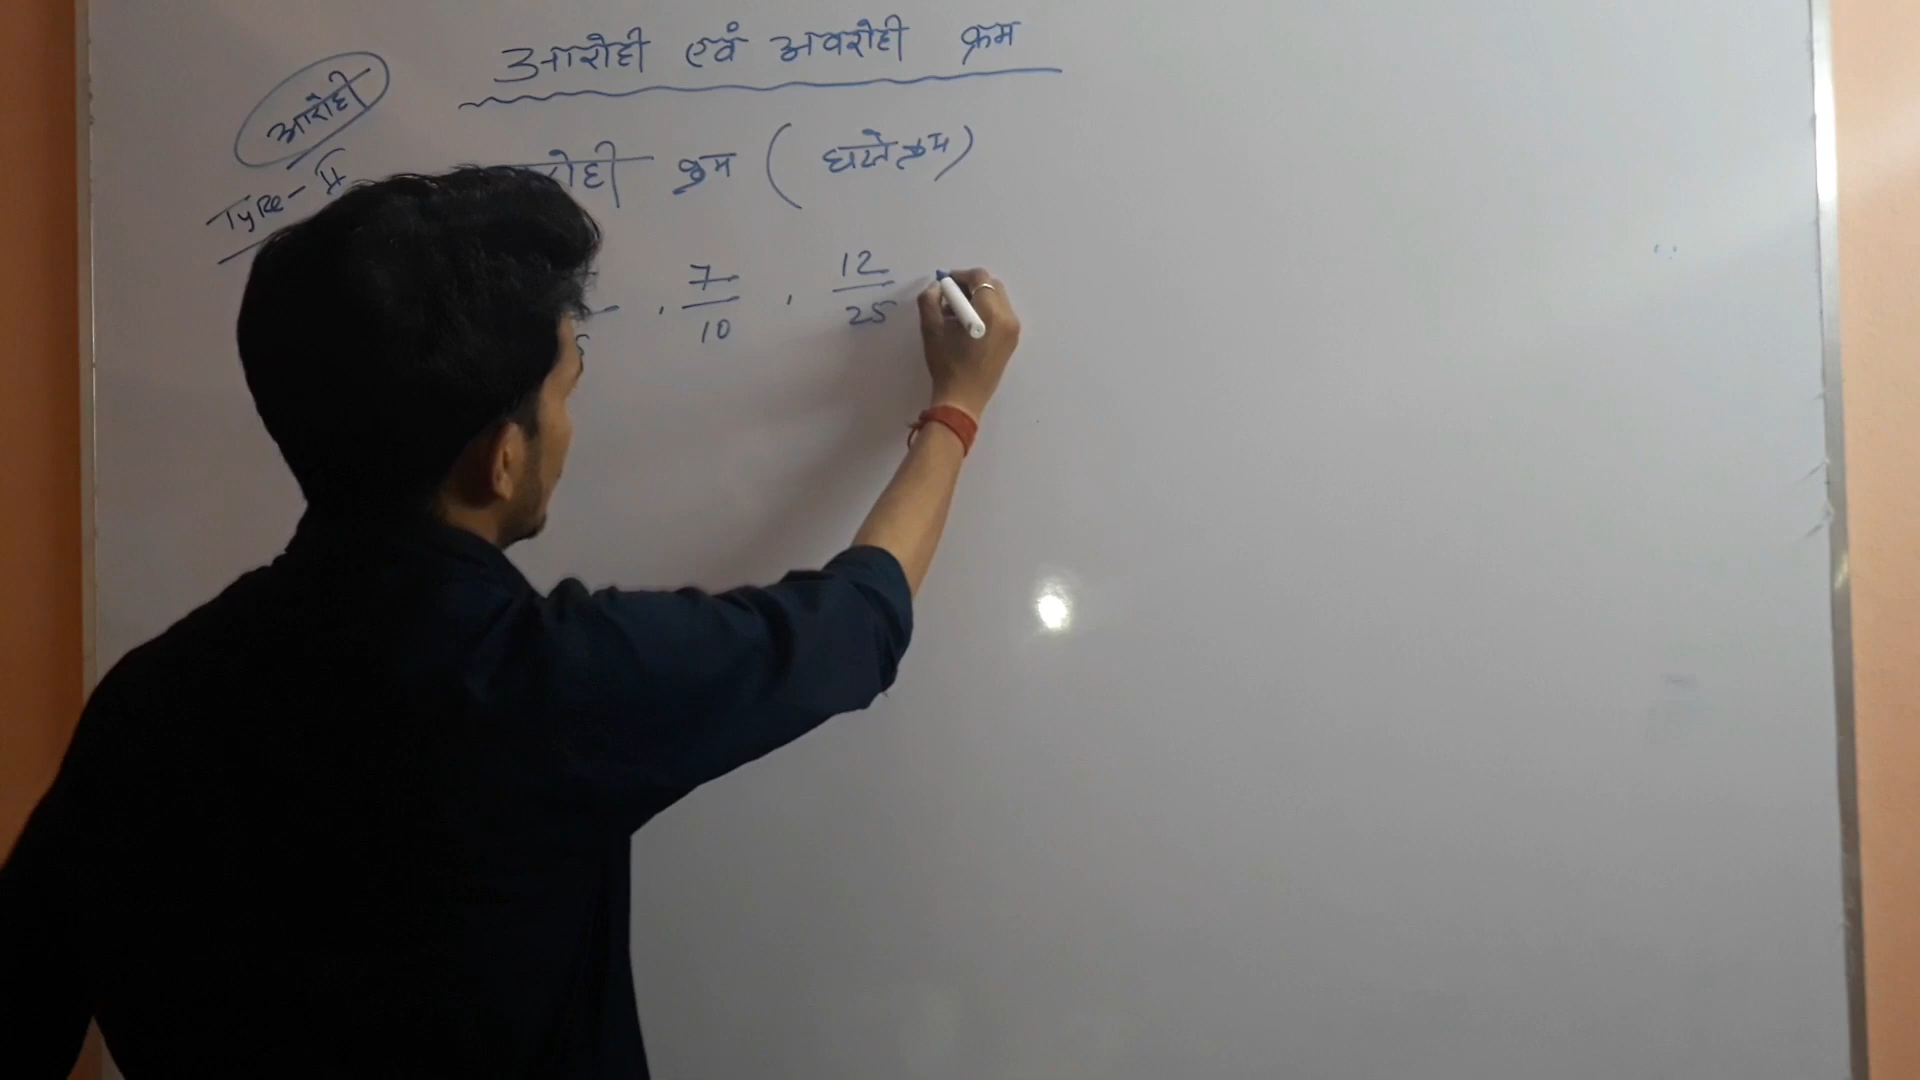 आरोही एवं अवरोही क्रम
आरोही
Type-II
रोही क्रम ( घटतेक्रम )
, 7/10 , 12/25